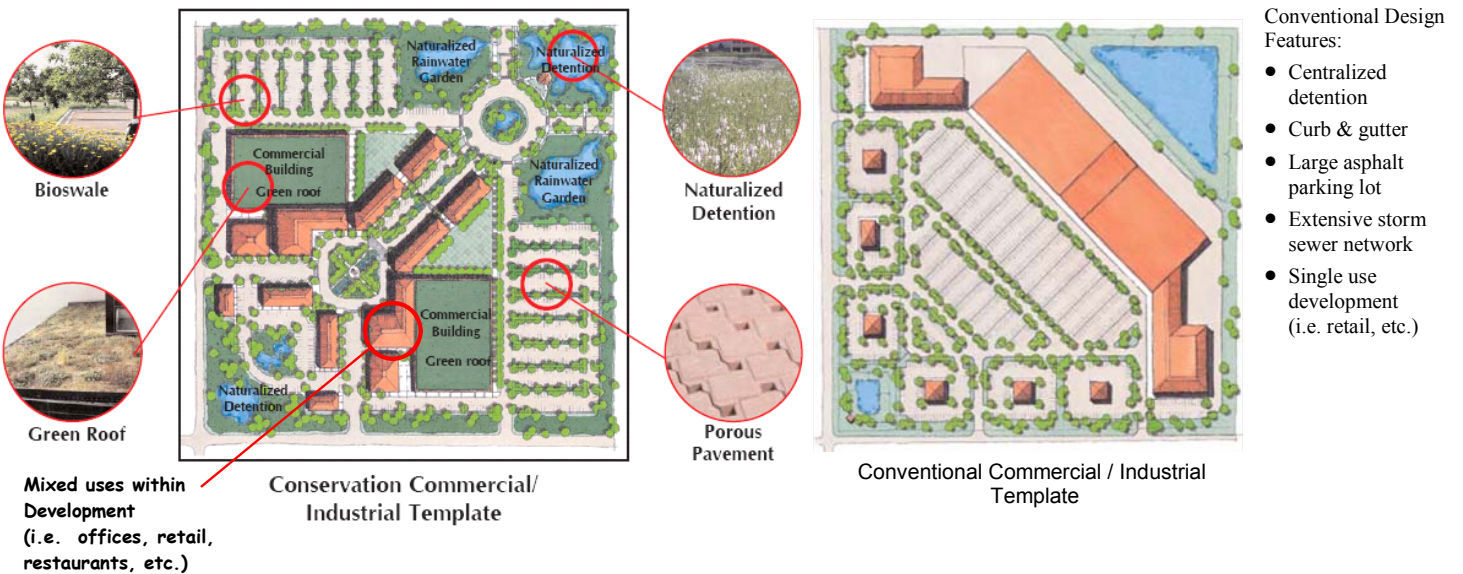 Bioswale
Green Roof
Mixed uses within
Development
(i.e. offices, retail,
restaurants, etc.)
Naturalized
Rainwater
Garden
Naturalized
Detention
Commercial
Building
Green roof
Naturalized
Rainwater
Garden
Commercial
Building
Green roof
Naturalized
Detention
Conservation Commercial/
Industrial Template
Naturalized
Detention
Porous
Pavement
Conventional Commercial / Industrial
Template
Conventional Design
Features:
• Centralized
detention
• Curb & gutter
• Large asphalt
parking lot
• Extensive storm
sewer network
• Single use
development
(i.e. retail, etc.)